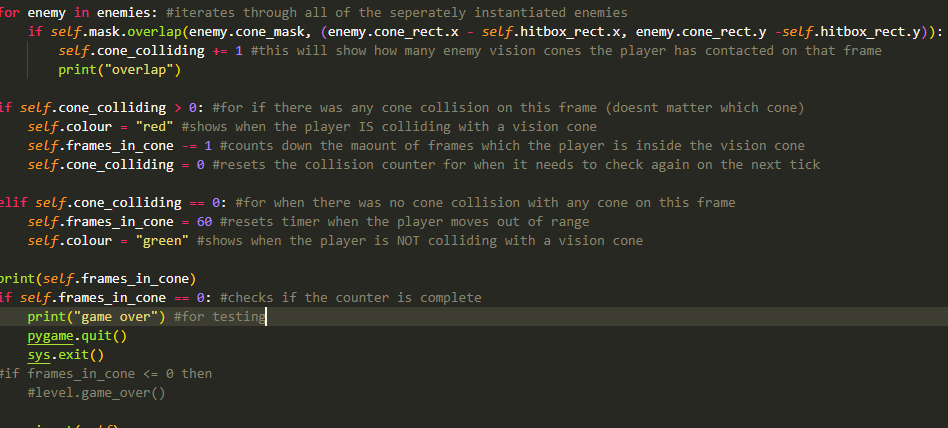 for enemy in enemies: #iterates through all of the seperately instantiated enemies
if self.mask.overlap(enemy.cone_mask, (enemy.cone_rect.x - self.hitbox_rect.x, enemy.cone_rect.y -self.hitbox_rect.y)):
self.cone_colliding += 1 #this will show how many enemy vision cones the player has contacted on that frame
print("overlap")
if self.cone_colliding > 0: #for if there was any cone collision on this frame (doesnt matter which cone)
self.colour = "red" #shows when the player IS colliding with a vision cone
self.frames_in_cone -= 1 #counts down the maount of frames which the player is inside the vision cone
self.cone_colliding = 0 #resets the collision counter for when it needs to check again on the next tick
elif self.cone_colliding == 0: #for when there was no cone collision with any cone on this frame
self.frames_in_cone = 60 #resets timer when the player moves out of range
self.colour = "green" #shows when the player is NOT colliding with a vision cone
print(self.frames_in_cone)
if self.frames_in_cone == 0: #checks if the counter is complete
print("game over") #for testing
pygame.quit()
sys.exit()
#if frames_in_cone <= 0 then
#level.game_over()